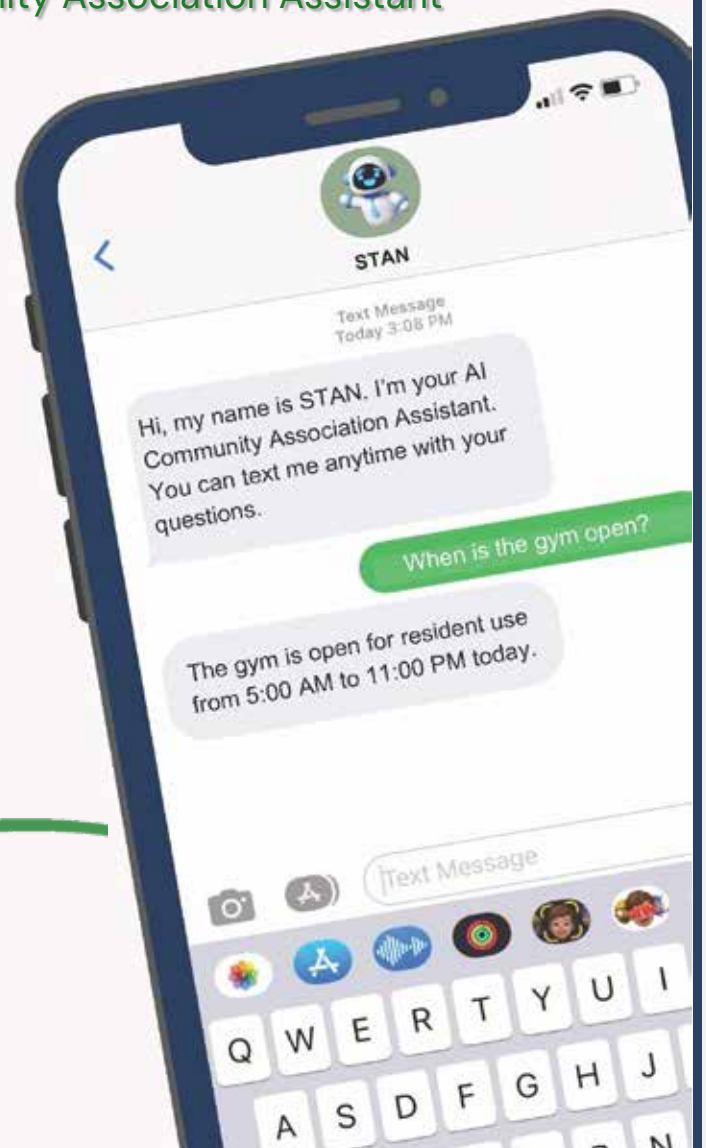 Community Association Assistant
STAN
Text Message
Today 3:08 PM
Hi, my name is STAN. I'm your AI
Community Association Assistant.
You can text me anytime with your
questions.
When is the gym open?
The gym is open for resident use
from 5:00 AM to 11:00 PM today.
Text Message
Q W E R T Y U I
A S D F G H J